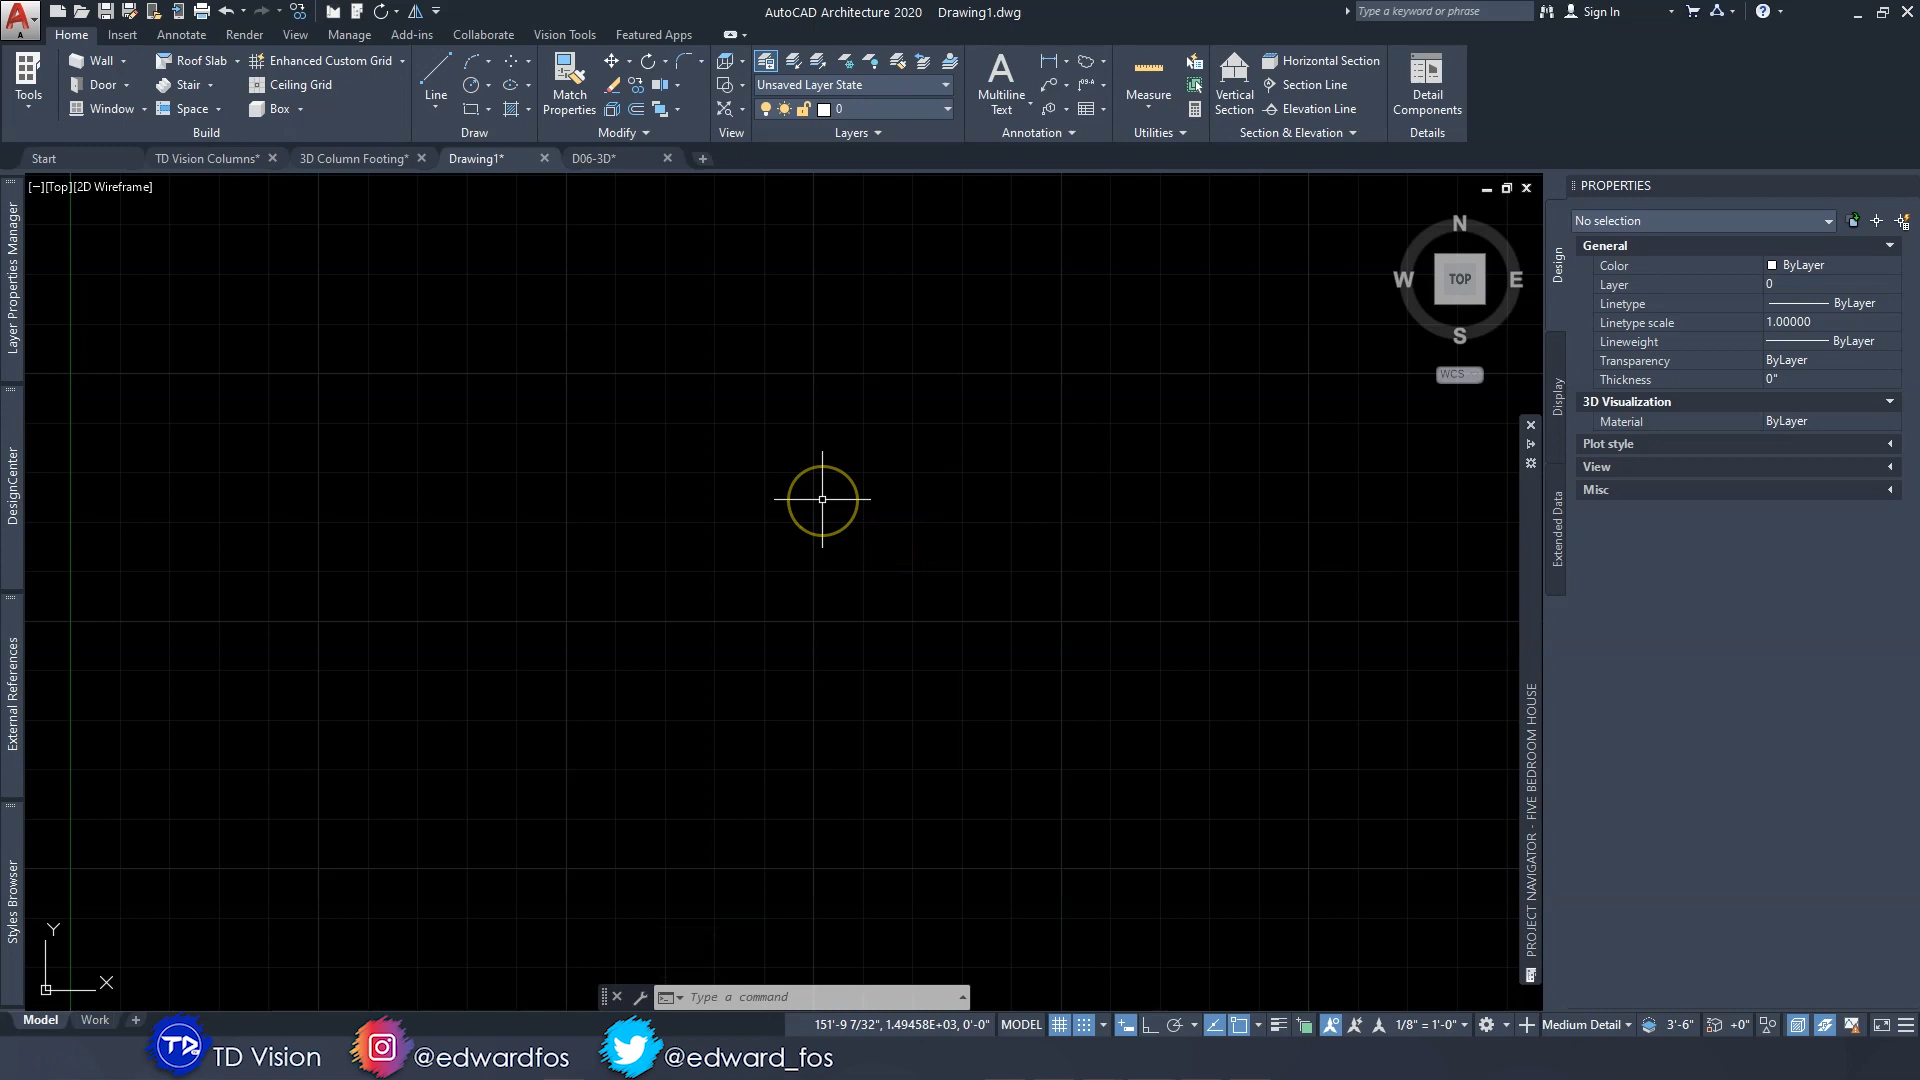 AutoCAD Architecture 2020 Drawing1.dwg
Type a keyword or phrase
Sign In
Home Insert Annotate Render View Manage Add-ins Collaborate Vision Tools Featured Apps
Tools
Wall
Door
Window
Roof Slab
Stair
Space
Enhanced Custom Grid
Ceiling Grid
Box
Build
Line
Draw
Match
Properties
Modify
View
Unsaved Layer State
0
Layers
A
Multiline
Text
Annotation
Measure
Utilities
Vertical
Section
Horizontal Section
Section Line
Elevation Line
Section & Elevation
Detail
Components
Details
Start
TD Vision Columns*
3D Column Footing*
Drawing1*
D06-3D*
[−][Top][2D Wireframe]
Layer Properties Manager
DesignCenter
External References
Styles Browser
N
W TOP E
S
WCS
Y
X
PROJECT NAVIGATOR - FIVE BEDROOM HOUSE
PROPERTIES
No selection
Design
Display
Extended Data
General
Color ByLayer
Layer 0
Linetype ByLayer
Linetype scale 1.00000
Lineweight ByLayer
Transparency ByLayer
Thickness 0"
3D Visualization
Material ByLayer
Plot style
View
Misc
Type a command
Model Work
151'-9 7/32", 1.49458E+03, 0'-0" MODEL 1/8" = 1'-0" Medium Detail 3'-6" +0"
TD Vision @edwardfos @edward_fos